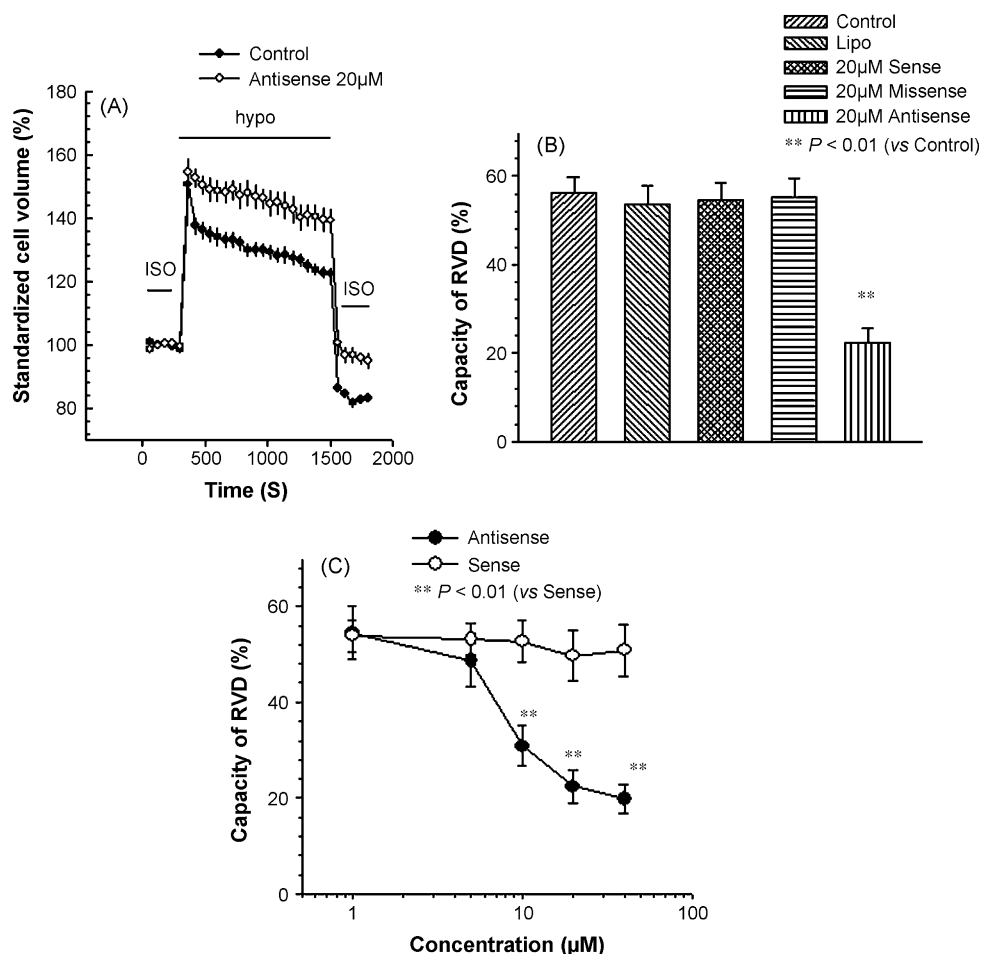 Control
Antisense 20μM
(A)
hypo
ISO
ISO
Standardized cell volume (%)
180
160
140
120
100
80
0
500
1000
1500
2000
Time (S)
Control
Lipo
20μM Sense
20μM Missense
20μM Antisense
** P < 0.01 (vs Control)
(B)
Capacity of RVD (%)
60
40
20
0
**
Antisense
Sense
** P < 0.01 (vs Sense)
(C)
Capacity of RVD (%)
60
40
20
0
**
**
**
1
10
100
Concentration (μM)